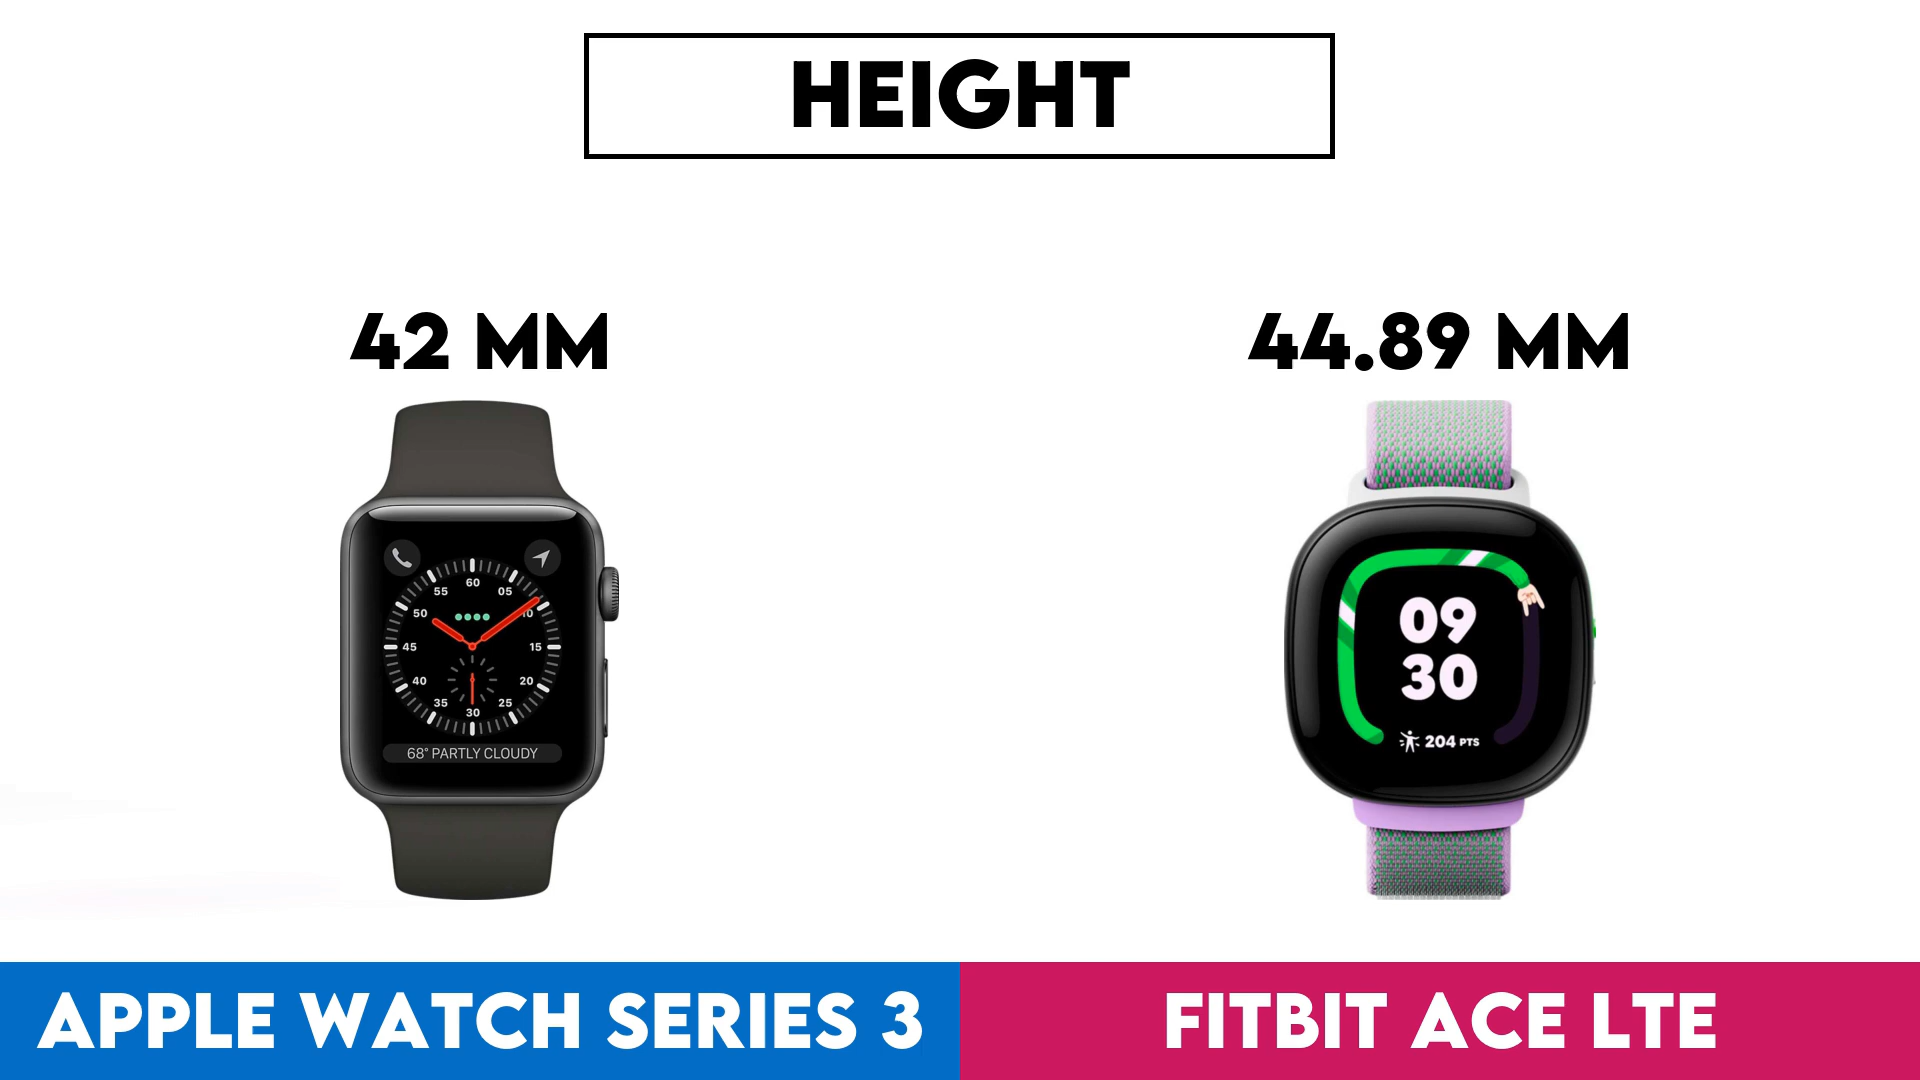 HEIGHT
42 MM
44.89 MM
60
55
05
50
10
45
15
40
20
35
25
30
68° PARTLY CLOUDY
09
30
204 PTS
APPLE WATCH SERIES 3
FITBIT ACE LTE